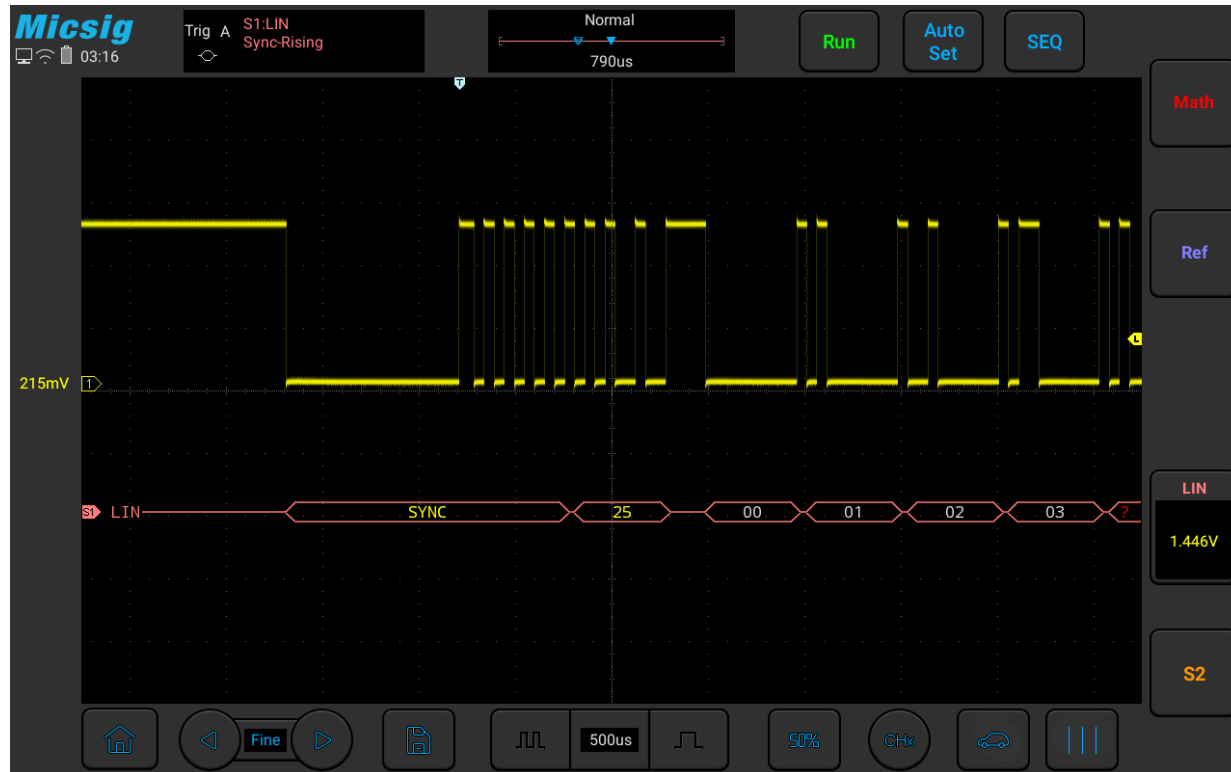 Micsig
03:16
Trig A
S1:LIN
Sync-Rising
Normal
T
790us
Run
Auto
Set
SEQ
Math
T
Ref
L
215mV
1
LIN
S1
LIN
SYNC
25
00
01
02
03
?
1.446V
S2
Fine
500us
50%
CHx